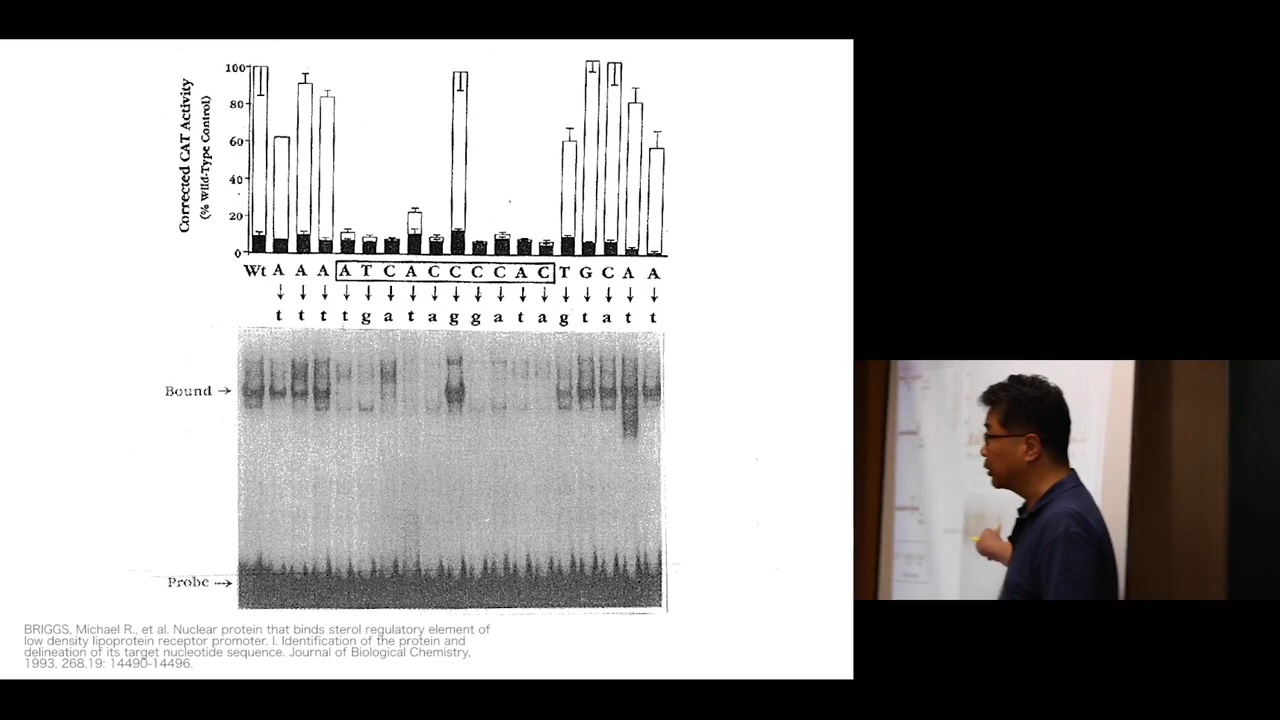 Corrected CAT Activity
(% Wild-Type Control)
100
80
60
40
20
0
Wt A A A A T C A C C C C A C T G C A A
t t t t g a t a g g a t a g t a t t
Bound →
Probe →
BRIGGS, Michael R., et al. Nuclear protein that binds sterol regulatory element of
low density lipoprotein receptor promoter. I. Identification of the protein and
delineation of its target nucleotide sequence. Journal of Biological Chemistry,
1993, 268.19: 14490-14496.